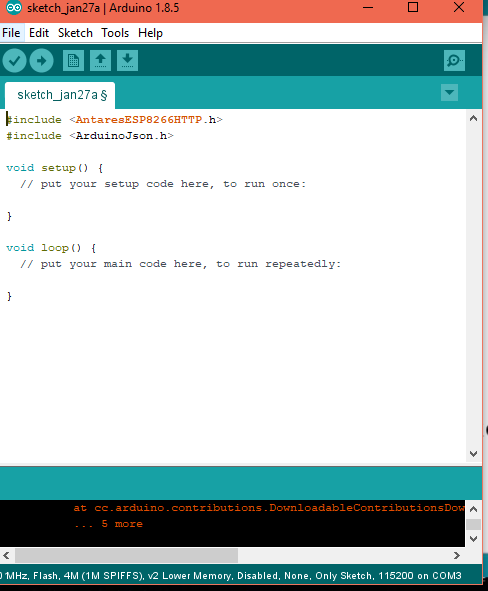 sketch_jan27a | Arduino 1.8.5
File Edit Sketch Tools Help
sketch_jan27a §
#include <AntaresESP8266HTTP.h>
#include <ArduinoJson.h>
void setup() {
// put your setup code here, to run once:
}
void loop() {
// put your main code here, to run repeatedly:
}
at cc.arduino.contributions.DownloadableContributionsDow
... 5 more
MHz, Flash, 4M (1M SPIFFS), v2 Lower Memory, Disabled, None, Only Sketch, 115200 on COM3